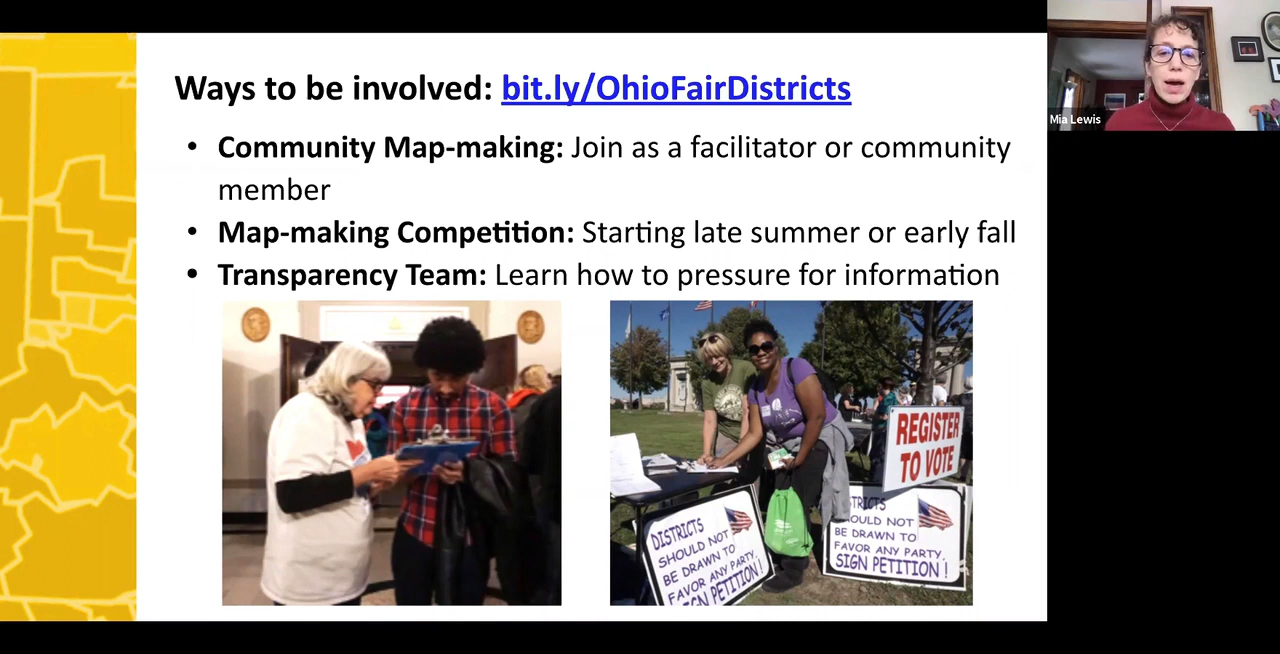 Ways to be involved: bit.ly/OhioFairDistricts
• Community Map-making: Join as a facilitator or community
member
• Map-making Competition: Starting late summer or early fall
• Transparency Team: Learn how to pressure for information
Mia Lewis
REGISTER
TO VOTE
DISTRICTS
SHOULD NOT
BE DRAWN TO
FAVOR ANY PARTY,
SIGN PETITION!
TRICTS
OULD NOT
BE DRAWN TO
FAVOR ANY PARTY,
SIGN PETITION!